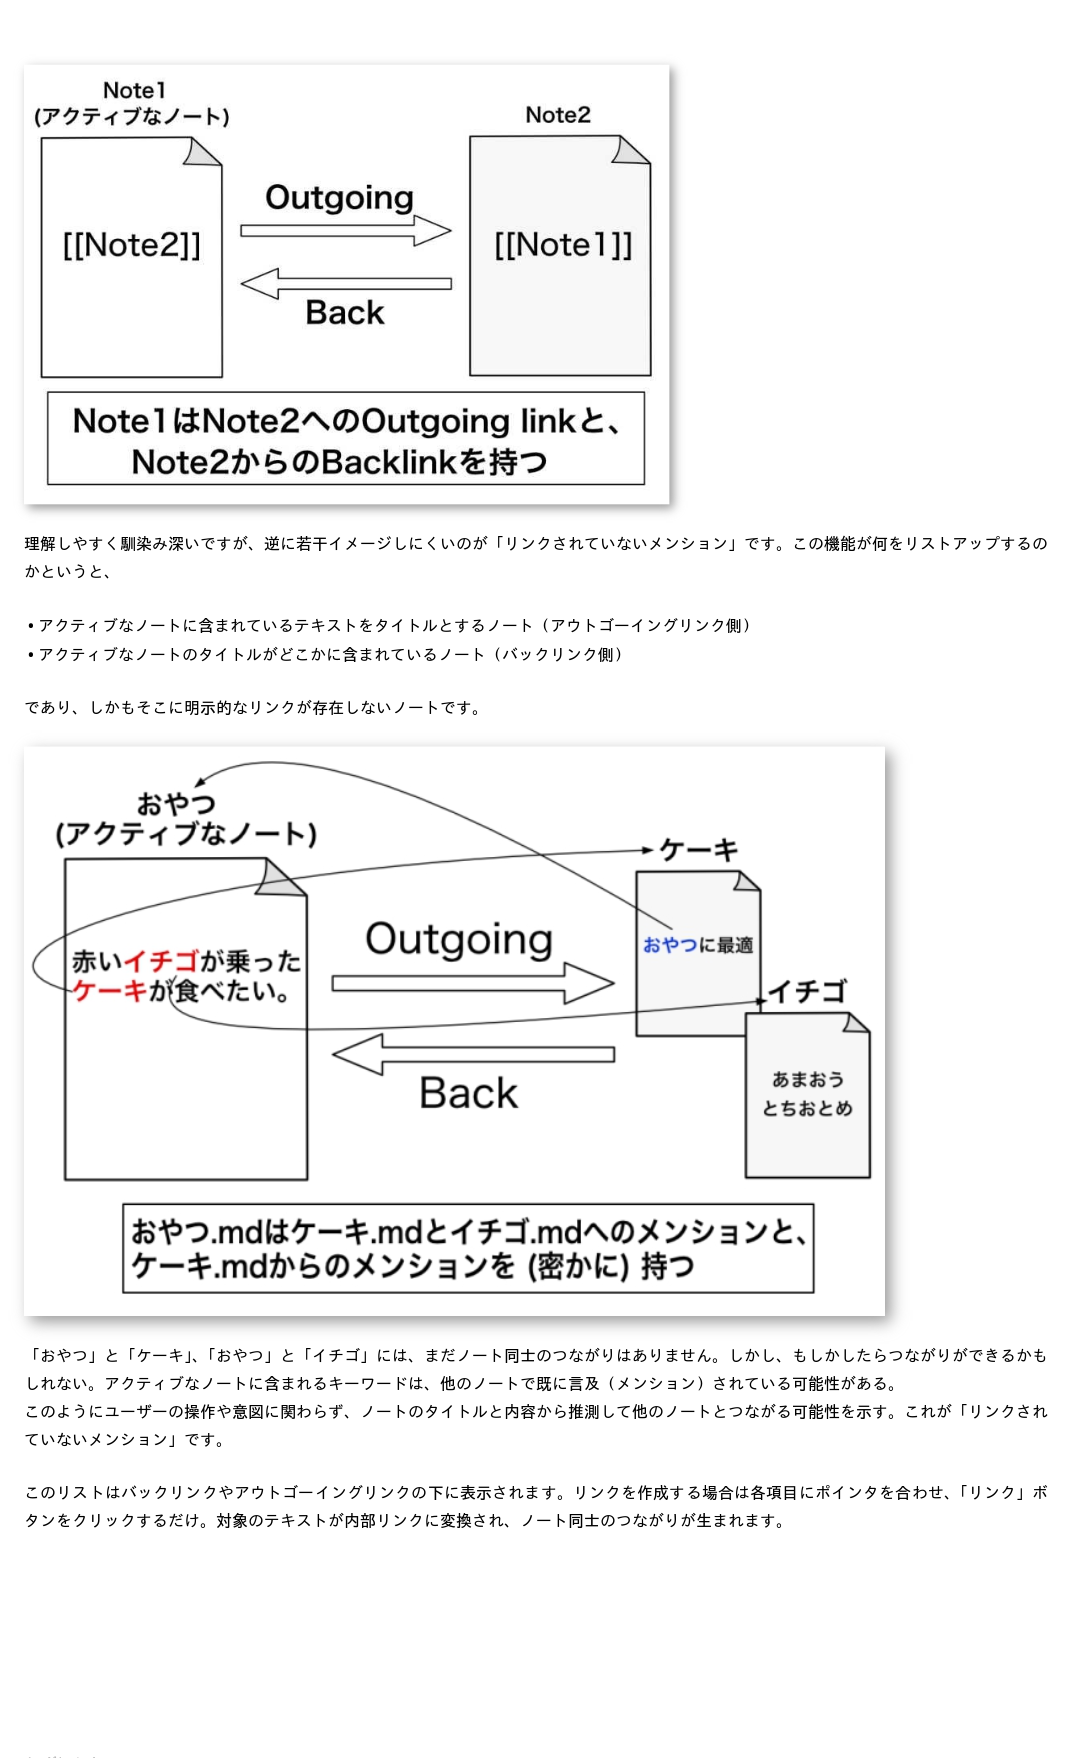 Note1
(アクティブなノート)
Note2
[[Note2]]
Outgoing
[[Note1]]
Back
Note1はNote2へのOutgoing linkと、
Note2からのBacklinkを持つ
理解しやすく馴染み深いですが、逆に若干イメージしにくいのが「リンクされていないメンション」です。この機能が何をリストアップするの
かというと、
• アクティブなノートに含まれているテキストをタイトルとするノート（アウトゴーイングリンク側）
• アクティブなノートのタイトルがどこかに含まれているノート（バックリンク側）
であり、しかもそこに明示的なリンクが存在しないノートです。
おやつ
(アクティブなノート)
ケーキ
赤いイチゴが乗った
ケーキが食べたい。
Outgoing
おやつに最適
イチゴ
あまおう
とちおとめ
Back
おやつ.mdはケーキ.mdとイチゴ.mdへのメンションと、
ケーキ.mdからのメンションを (密かに) 持つ
「おやつ」と「ケーキ」、「おやつ」と「イチゴ」には、まだノート同士のつながりはありません。しかし、もしかしたらつながりができるかも
しれない。アクティブなノートに含まれるキーワードは、他のノートで既に言及（メンション）されている可能性がある。
このようにユーザーの操作や意図に関わらず、ノートのタイトルと内容から推測して他のノートとつながる可能性を示す。これが「リンクされ
ていないメンション」です。
このリストはバックリンクやアウトゴーイングリンクの下に表示されます。リンクを作成する場合は各項目にポインタを合わせ、「リンク」ボ
タンをクリックするだけ。対象のテキストが内部リンクに変換され、ノート同士のつながりが生まれます。